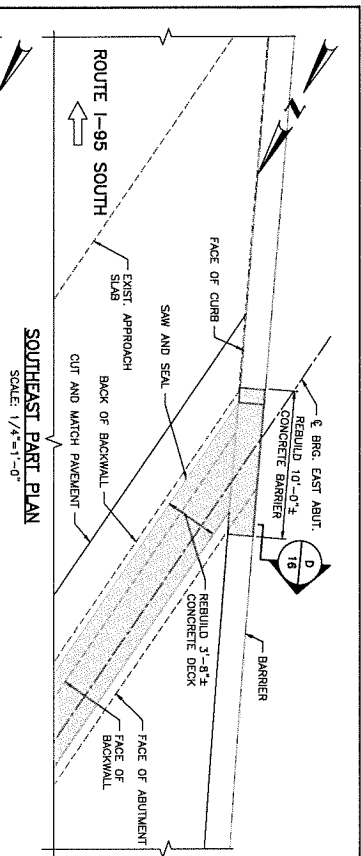 ROUTE I-95 SOUTH
N
FACE OF CURB
EXIST. APPROACH
SLAB
SAW AND SEAL
BACK OF BACKWALL
CUT AND MATCH PAVEMENT
℄ BRG. EAST ABUT.
REBUILD 10'-0"±
CONCRETE BARRIER
D
16
BARRIER
REBUILD 3'-8"±
CONCRETE DECK
FACE OF ABUTMENT
FACE OF
BACKWALL
SOUTHEAST PART PLAN
SCALE: 1/4"=1'-0"